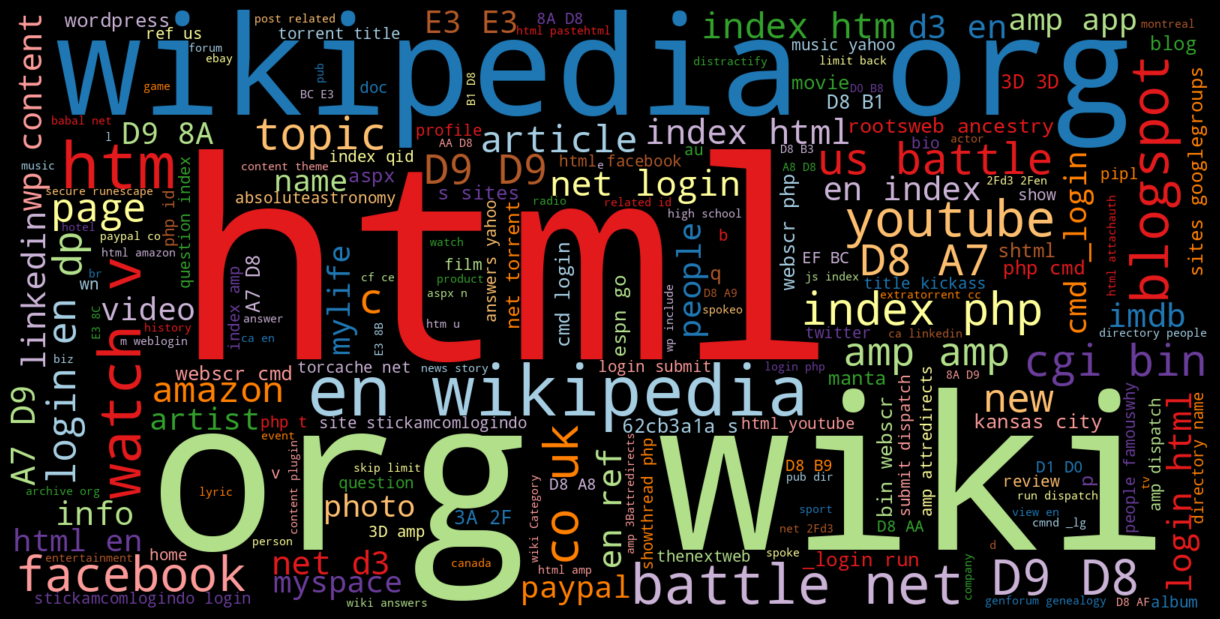 wordpress
post related
ref us
torrent title
forum
ebay
E3 E3
8A D8
html pastehtml
index htm
d3 en
amp app
montreal
blog
wikipedia org
music yahoo
limit back
distractify
movie
D0 B8
D8 B1
3D 3D
game
pub
BC E3
doc
B1 D8
wp content
babal net
l
D9 8A
topic
profile
AA D8
article
index html
rootsweb ancestry
bio
actor
blogspot
sites googlegroups
htm
music
content theme
index qid
name
aspx
absoluteastronomy
D9 D9
html
e
facebook
au
D8 B3
A8 D8
us battle
s sites
net login
en index
2Fd3 2Fen
show
pipl
secure runescape
page
hotel
paypal co
html amazon
php id
question index
html
radio
related id
high school
b
youtube
_login
shtml
linkedin
login en dp
br
wn
watch v
E3 8C
video
history
m weblogin
biz
index amp
A7 D8
answer
ca en
mylife
cf ce
c
E3 8B
watch
film
product
aspx n
htm u
answers yahoo
net torrent
cmd login
espn go
wp include
people
q
D8 A9
spokeo
webscr php
EF BC
js index
D8 A7
php cmd
title kickass
extratorrent cc
index php
cmd
html attachauth
imdb
directory people
twitter
ca linkedin
A7 D9
webscr cmd
torcache net
news story
login submit
login php
amp amp
manta
8A D9
cgi bin
amazon
en wikipedia
artist
php t
site stickamcomlogindo
62cb3a1a s
html youtube
new
kansas city
event
org wiki
co uk
en ref
archive org
lyric
v
content plugin
skip limit
question
D8 A8
photo
3A 2F
3D amp
person
canada
wiki Category
amp 3Battredirects
showthread php
D8 B9
pub dir
sport
net 2Fd3
bin webscr
submit dispatch
amp attredirects
D8 AA
D1 D0
review
run dispatch
view en
cmnd _lg
p
tv
people famouswhy
amp dispatch
directory name
login html
info
html en
home
entertainment
facebook
net d3
myspace
stickamcomlogindo login
wiki answers
html amp
spoke
paypal
thenextweb
_login run
battle net
company
d
D9 D8
genforum genealogy
D8 AF
album